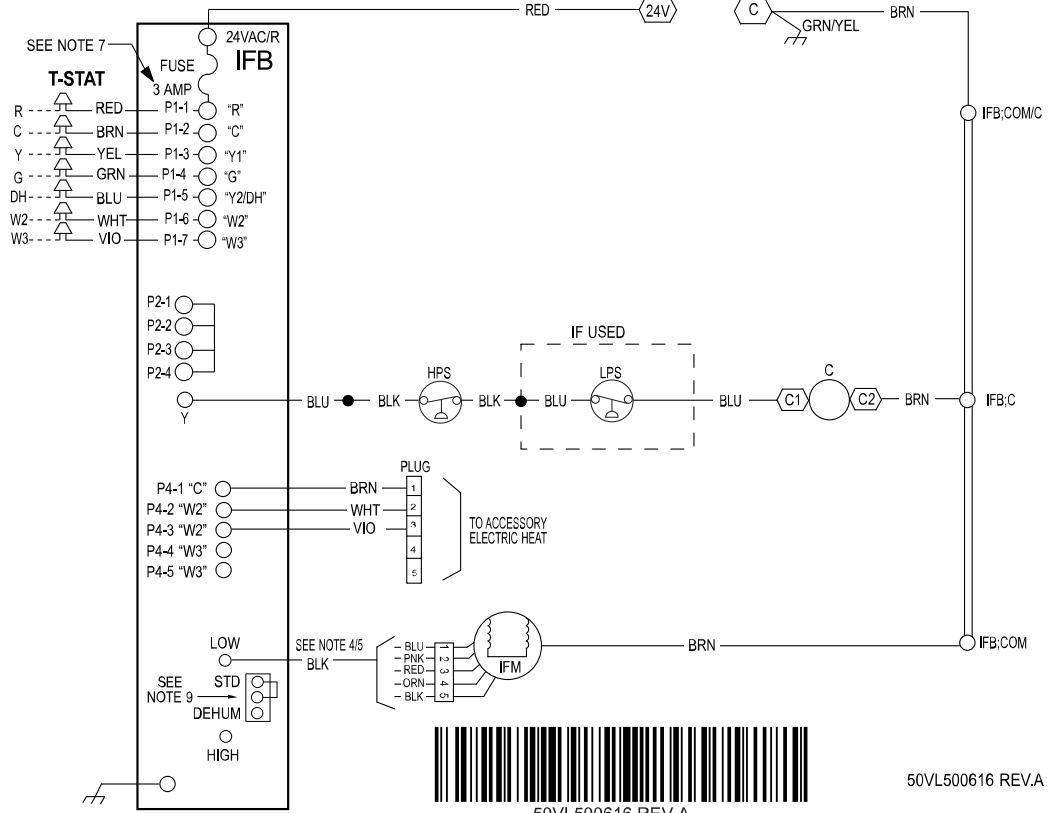 RED
24V
C
BRN
GRN/YEL
SEE NOTE 7
24VAC/R
IFB
FUSE
3 AMP
T-STAT
R RED P1-1 "R"
C BRN P1-2 "C"
Y YEL P1-3 "Y1"
G GRN P1-4 "G"
DH BLU P1-5 "Y2/DH"
W2 WHT P1-6 "W2"
W3 VIO P1-7 "W3"
IFB;COM/C
P2-1
P2-2
P2-3
P2-4
Y
IF USED
HPS
LPS
C
BLU BLK BLK BLU BLU C1 C2 BRN IFB;C
PLUG
P4-1 "C" BRN 1
P4-2 "W2" WHT 2
P4-3 "W2" VIO 3
P4-4 "W3" 4
P4-5 "W3" 5
TO ACCESSORY
ELECTRIC HEAT
LOW
SEE NOTE 4/5
BLK
BLU 1
PNK 2
RED 3
ORN 4
BLK 5
IFM
BRN
IFB;COM
SEE
NOTE 9
STD
DEHUM
HIGH
50VL500616 REV.A
50VL500616 REV.A